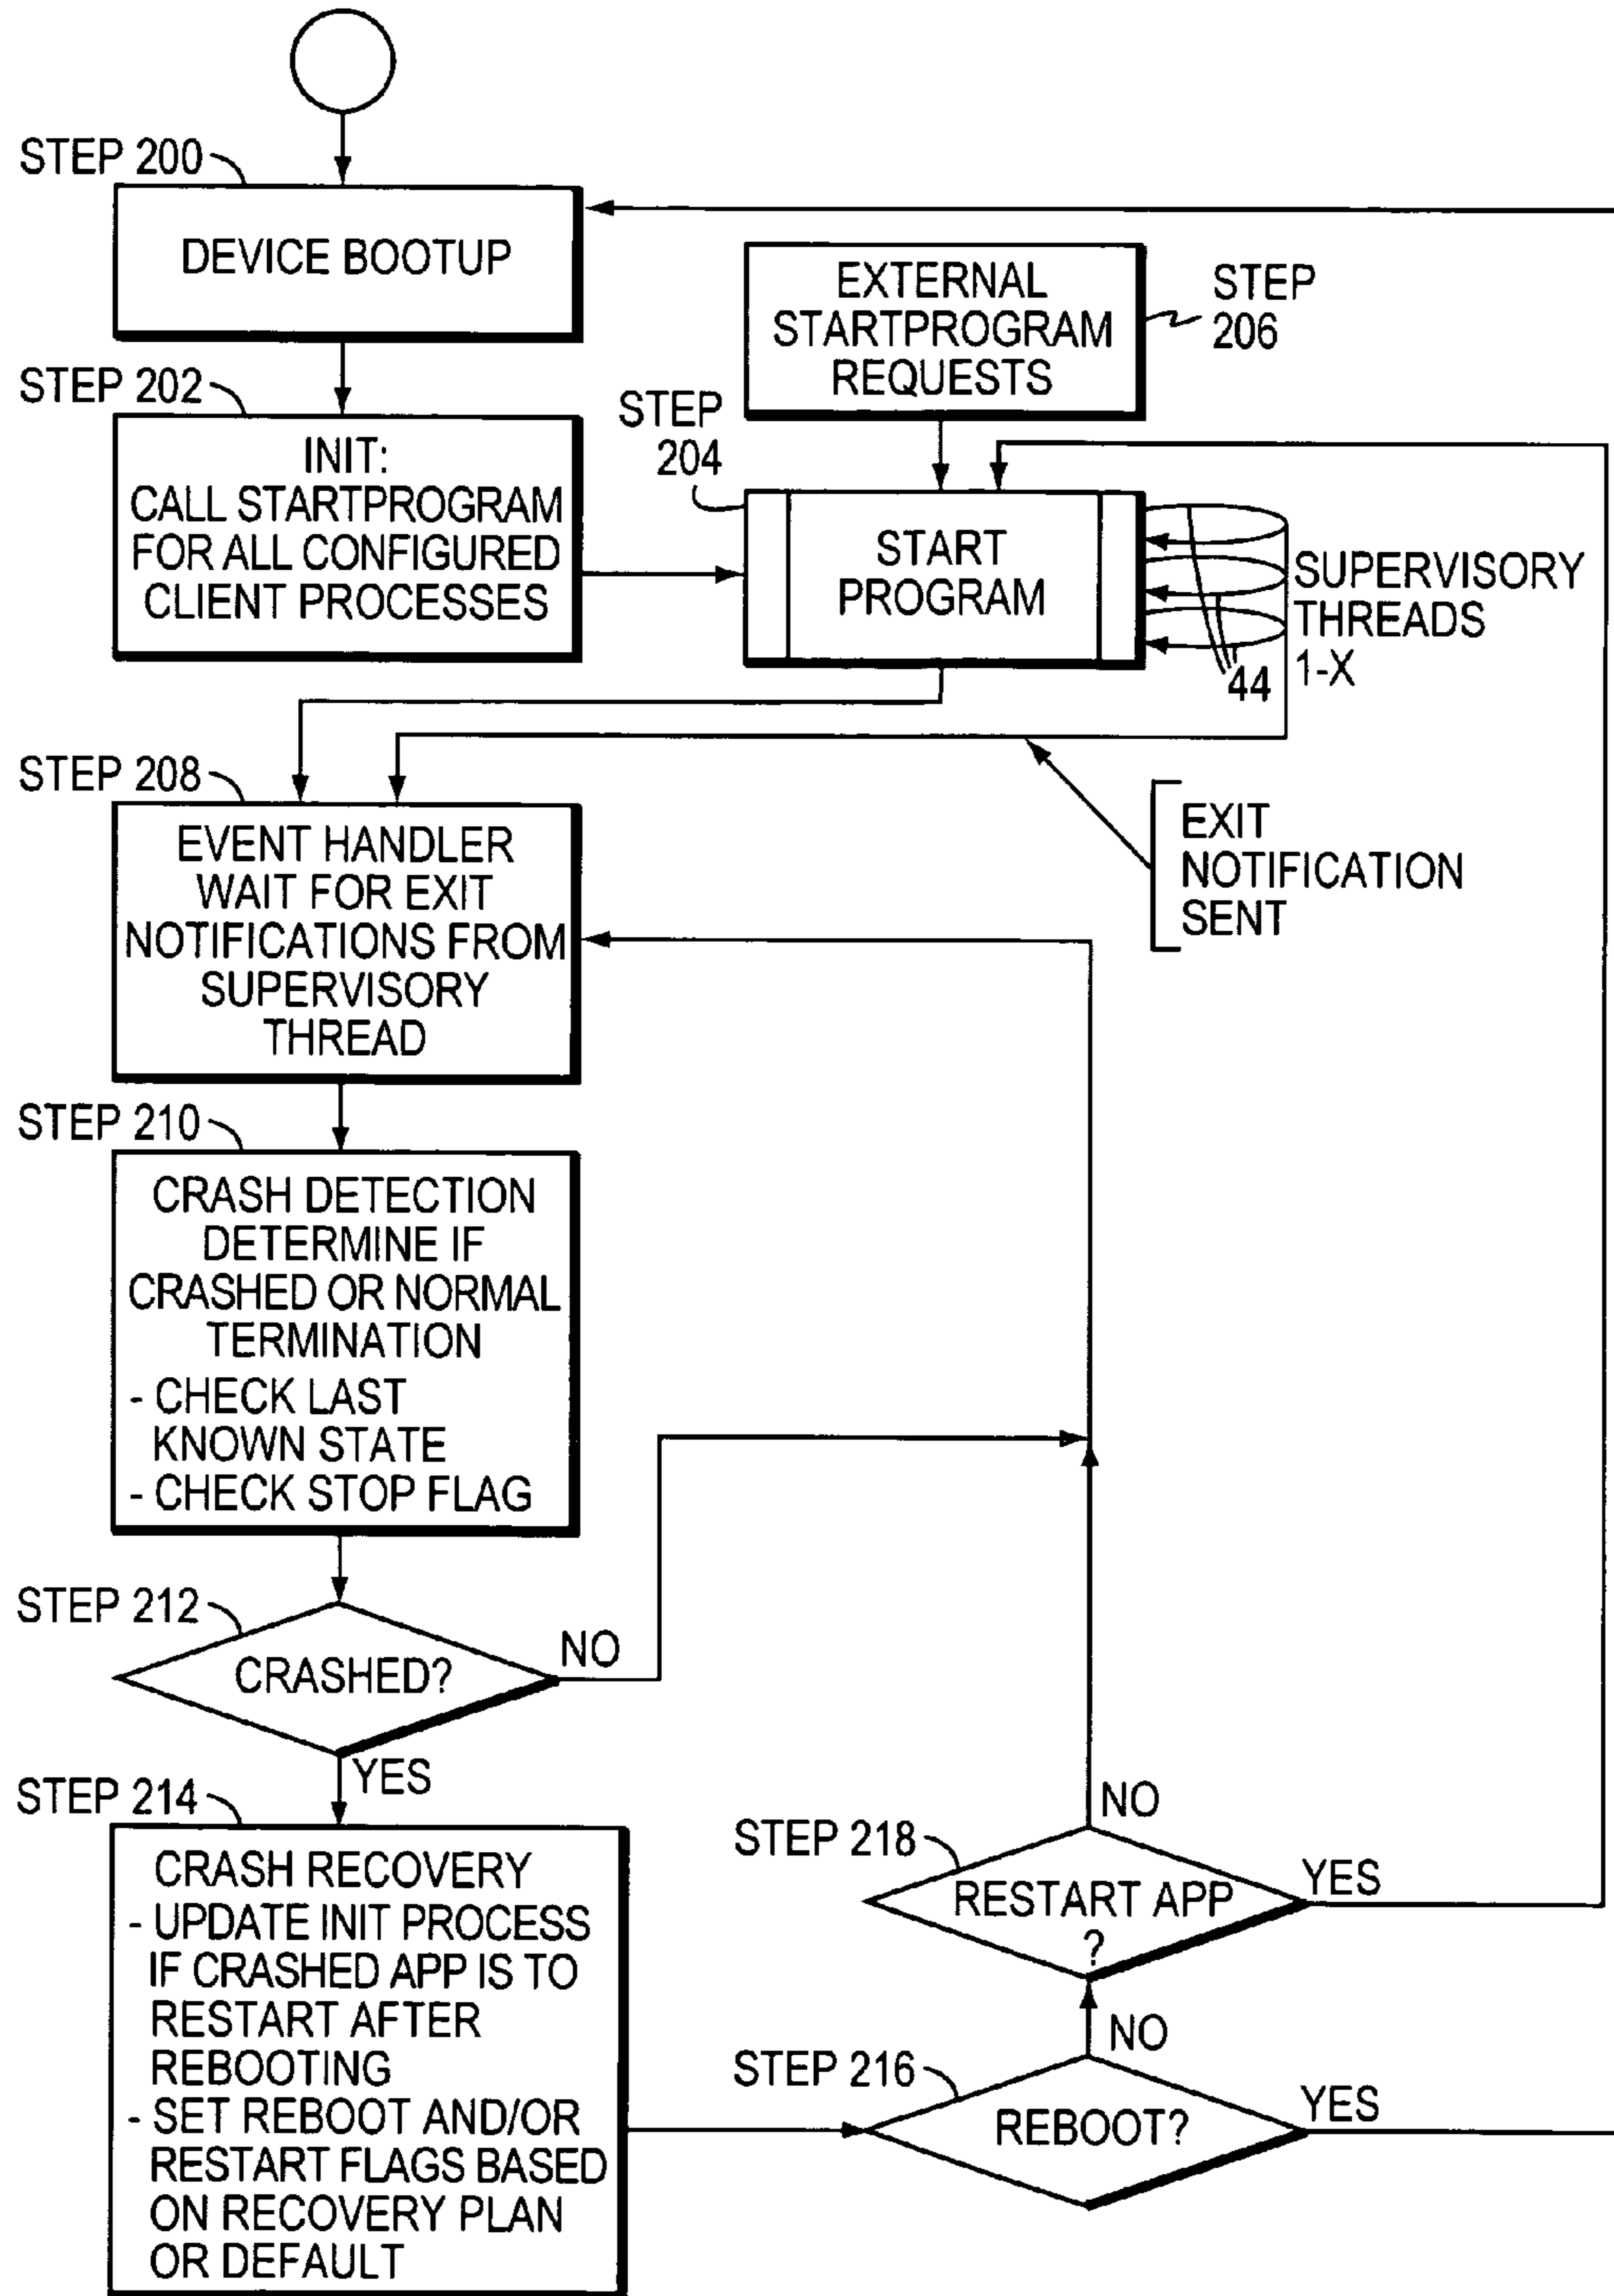 STEP 200
DEVICE BOOTUP
STEP 202
INIT:
CALL STARTPROGRAM
FOR ALL CONFIGURED
CLIENT PROCESSES
EXTERNAL
STARTPROGRAM
REQUESTS
STEP
206
STEP
204
START
PROGRAM
SUPERVISORY
THREADS
1-X
44
EXIT
NOTIFICATION
SENT
STEP 208
EVENT HANDLER
WAIT FOR EXIT
NOTIFICATIONS FROM
SUPERVISORY
THREAD
STEP 210
CRASH DETECTION
DETERMINE IF
CRASHED OR NORMAL
TERMINATION
- CHECK LAST
KNOWN STATE
- CHECK STOP FLAG
STEP 212
CRASHED?
NO
YES
STEP 214
CRASH RECOVERY
- UPDATE INIT PROCESS
IF CRASHED APP IS TO
RESTART AFTER
REBOOTING
- SET REBOOT AND/OR
RESTART FLAGS BASED
ON RECOVERY PLAN
OR DEFAULT
NO
STEP 218
RESTART APP
?
YES
NO
STEP 216
REBOOT?
YES